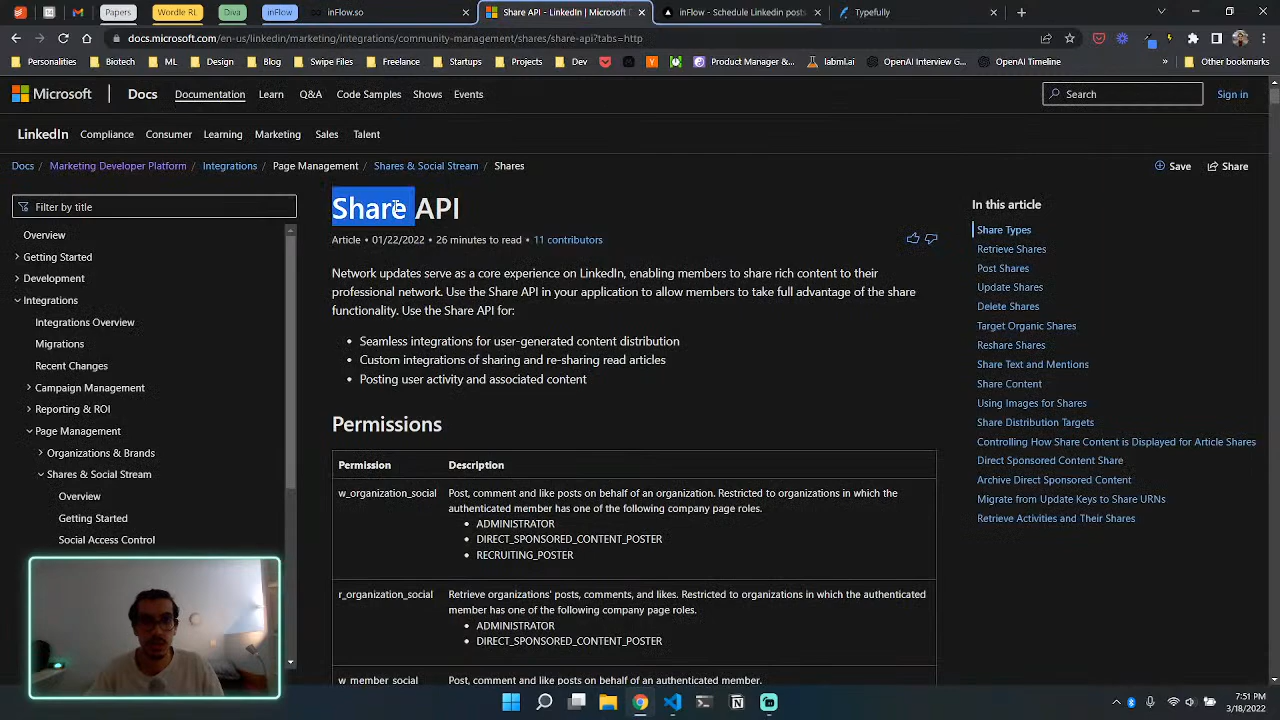 Papers
Wordle RL
Diva
inFlow
inFlow.so
Share API - LinkedIn | Microsoft
inFlow - Schedule Linkedin post
Typefully
docs.microsoft.com/en-us/linkedin/marketing/integrations/community-management/shares/share-api?tabs=http
Personalities
Biotech
ML
Design
Blog
Swipe Files
Freelance
Startups
Projects
Dev
Product Manager &...
labml.ai
OpenAI Interview G...
OpenAI Timeline
»
Other bookmarks
Microsoft
Docs
Documentation
Learn
Q&A
Code Samples
Shows
Events
Search
Sign in
LinkedIn
Compliance
Consumer
Learning
Marketing
Sales
Talent
Docs / Marketing Developer Platform / Integrations / Page Management / Shares & Social Stream / Shares
Save
Share
Filter by title
Overview
Getting Started
Development
Integrations
Integrations Overview
Migrations
Recent Changes
Campaign Management
Reporting & ROI
Page Management
Organizations & Brands
Shares & Social Stream
Overview
Getting Started
Social Access Control
Share API
Article • 01/22/2022 • 26 minutes to read • 11 contributors
Network updates serve as a core experience on LinkedIn, enabling members to share rich content to their
professional network. Use the Share API in your application to allow members to take full advantage of the share
functionality. Use the Share API for:
• Seamless integrations for user-generated content distribution
• Custom integrations of sharing and re-sharing read articles
• Posting user activity and associated content
Permissions
Permission Description
w_organization_social Post, comment and like posts on behalf of an organization. Restricted to organizations in which the
authenticated member has one of the following company page roles.
• ADMINISTRATOR
• DIRECT_SPONSORED_CONTENT_POSTER
• RECRUITING_POSTER
r_organization_social Retrieve organizations' posts, comments, and likes. Restricted to organizations in which the authenticated
member has one of the following company page roles.
• ADMINISTRATOR
• DIRECT_SPONSORED_CONTENT_POSTER
w_member_social Post, comment and like posts on behalf of an authenticated member.
In this article
Share Types
Retrieve Shares
Post Shares
Update Shares
Delete Shares
Target Organic Shares
Reshare Shares
Share Text and Mentions
Share Content
Using Images for Shares
Share Distribution Targets
Controlling How Share Content is Displayed for Article Shares
Direct Sponsored Content Share
Archive Direct Sponsored Content
Migrate from Update Keys to Share URNs
Retrieve Activities and Their Shares
7:51 PM
3/18/2022